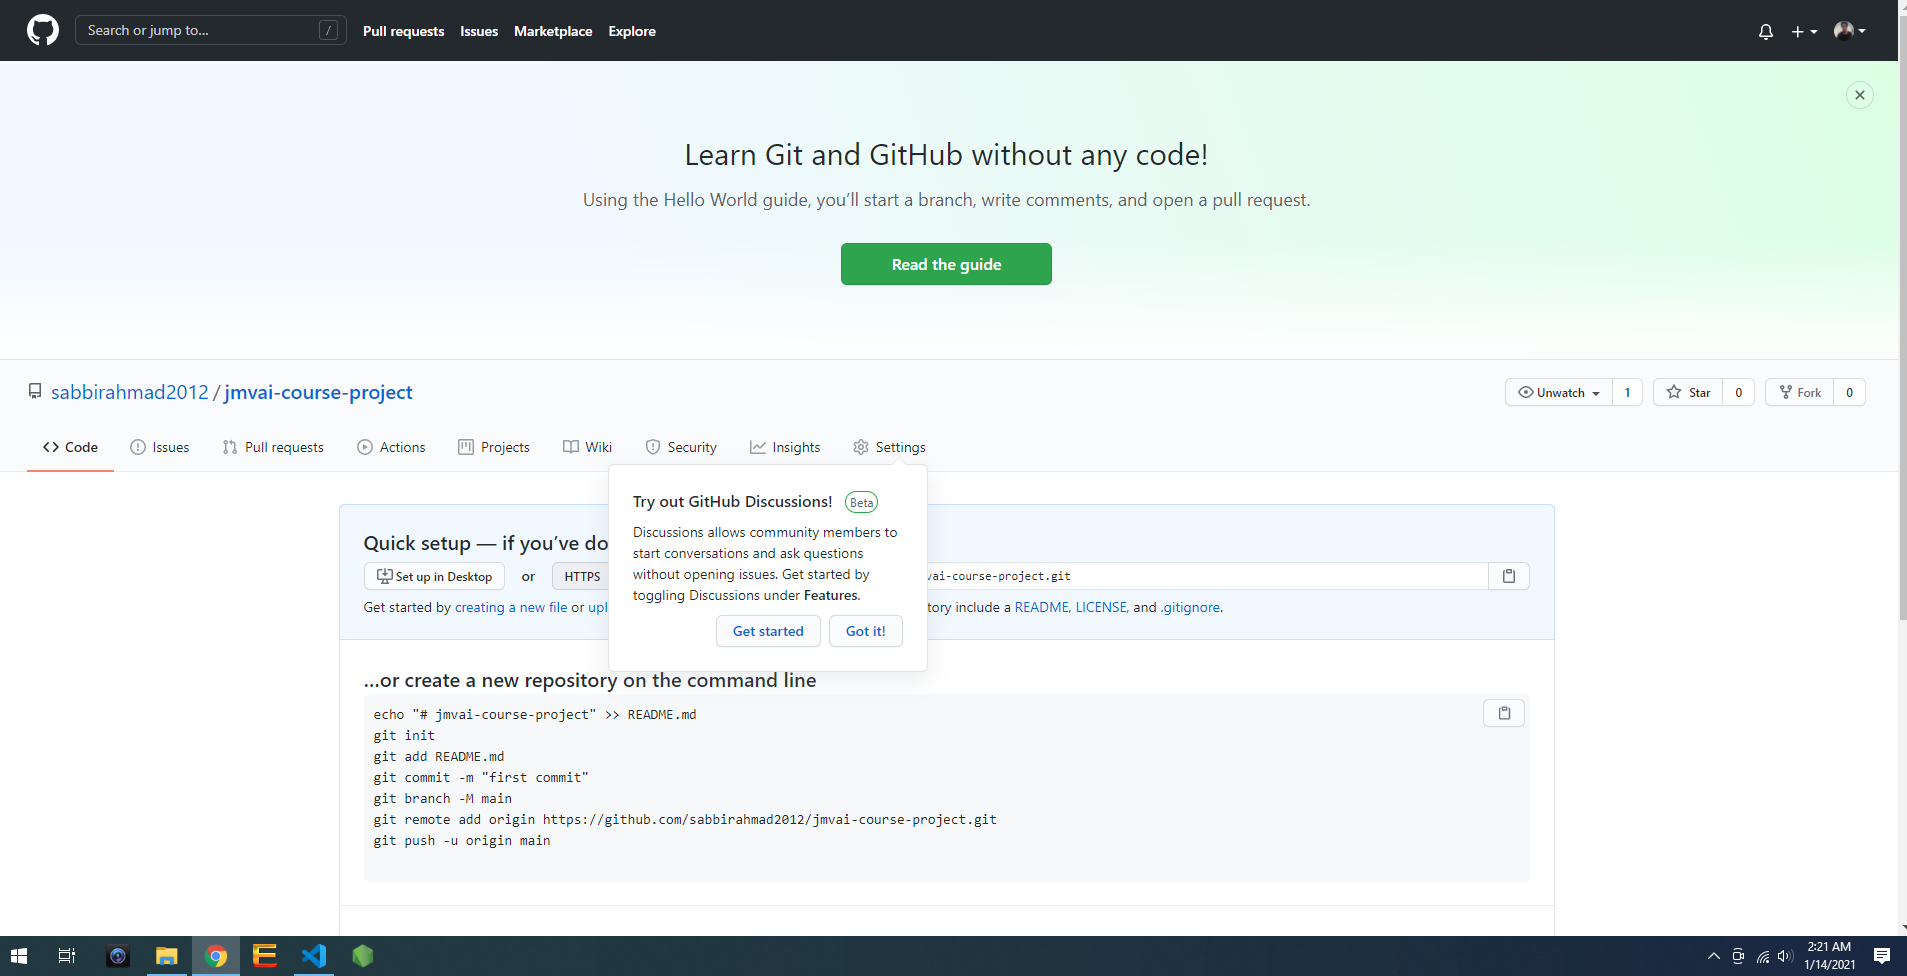 Search or jump to...
/
Pull requests
Issues
Marketplace
Explore
Learn Git and GitHub without any code!
Using the Hello World guide, you’ll start a branch, write comments, and open a pull request.
Read the guide
sabbirahmad2012 / jmvai-course-project
Unwatch 1
Star 0
Fork 0
Code
Issues
Pull requests
Actions
Projects
Wiki
Security
Insights
Settings
Try out GitHub Discussions! Beta
Discussions allows community members to
start conversations and ask questions
without opening issues. Get started by
toggling Discussions under Features.
Get started
Got it!
Quick setup — if you’ve do
Set up in Desktop or HTTPS vai-course-project.git
Get started by creating a new file or upl tory include a README, LICENSE, and .gitignore.
…or create a new repository on the command line
echo "# jmvai-course-project" >> README.md
git init
git add README.md
git commit -m "first commit"
git branch -M main
git remote add origin https://github.com/sabbirahmad2012/jmvai-course-project.git
git push -u origin main
2:21 AM
1/14/2021